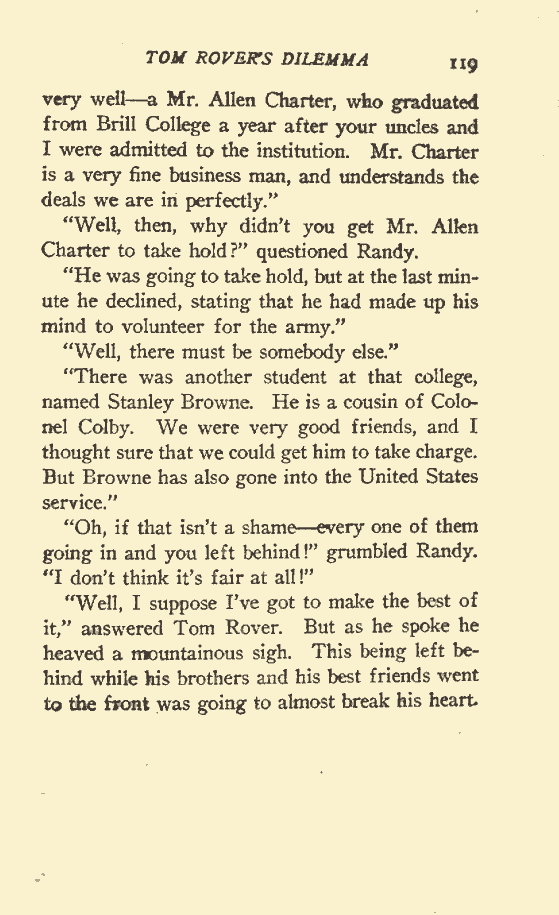 TOM ROVER'S DILEMMA 119
very well—a Mr. Allen Charter, who graduated
from Brill College a year after your uncles and
I were admitted to the institution. Mr. Charter
is a very fine business man, and understands the
deals we are in perfectly."
"Well, then, why didn't you get Mr. Allen
Charter to take hold?" questioned Randy.
"He was going to take hold, but at the last min-
ute he declined, stating that he had made up his
mind to volunteer for the army."
"Well, there must be somebody else."
"There was another student at that college,
named Stanley Browne. He is a cousin of Colo-
nel Colby. We were very good friends, and I
thought sure that we could get him to take charge.
But Browne has also gone into the United States
service."
"Oh, if that isn't a shame—every one of them
going in and you left behind!" grumbled Randy.
"I don't think it's fair at all!"
"Well, I suppose I've got to make the best of
it," answered Tom Rover. But as he spoke he
heaved a mountainous sigh. This being left be-
hind while his brothers and his best friends went
to the front was going to almost break his heart.